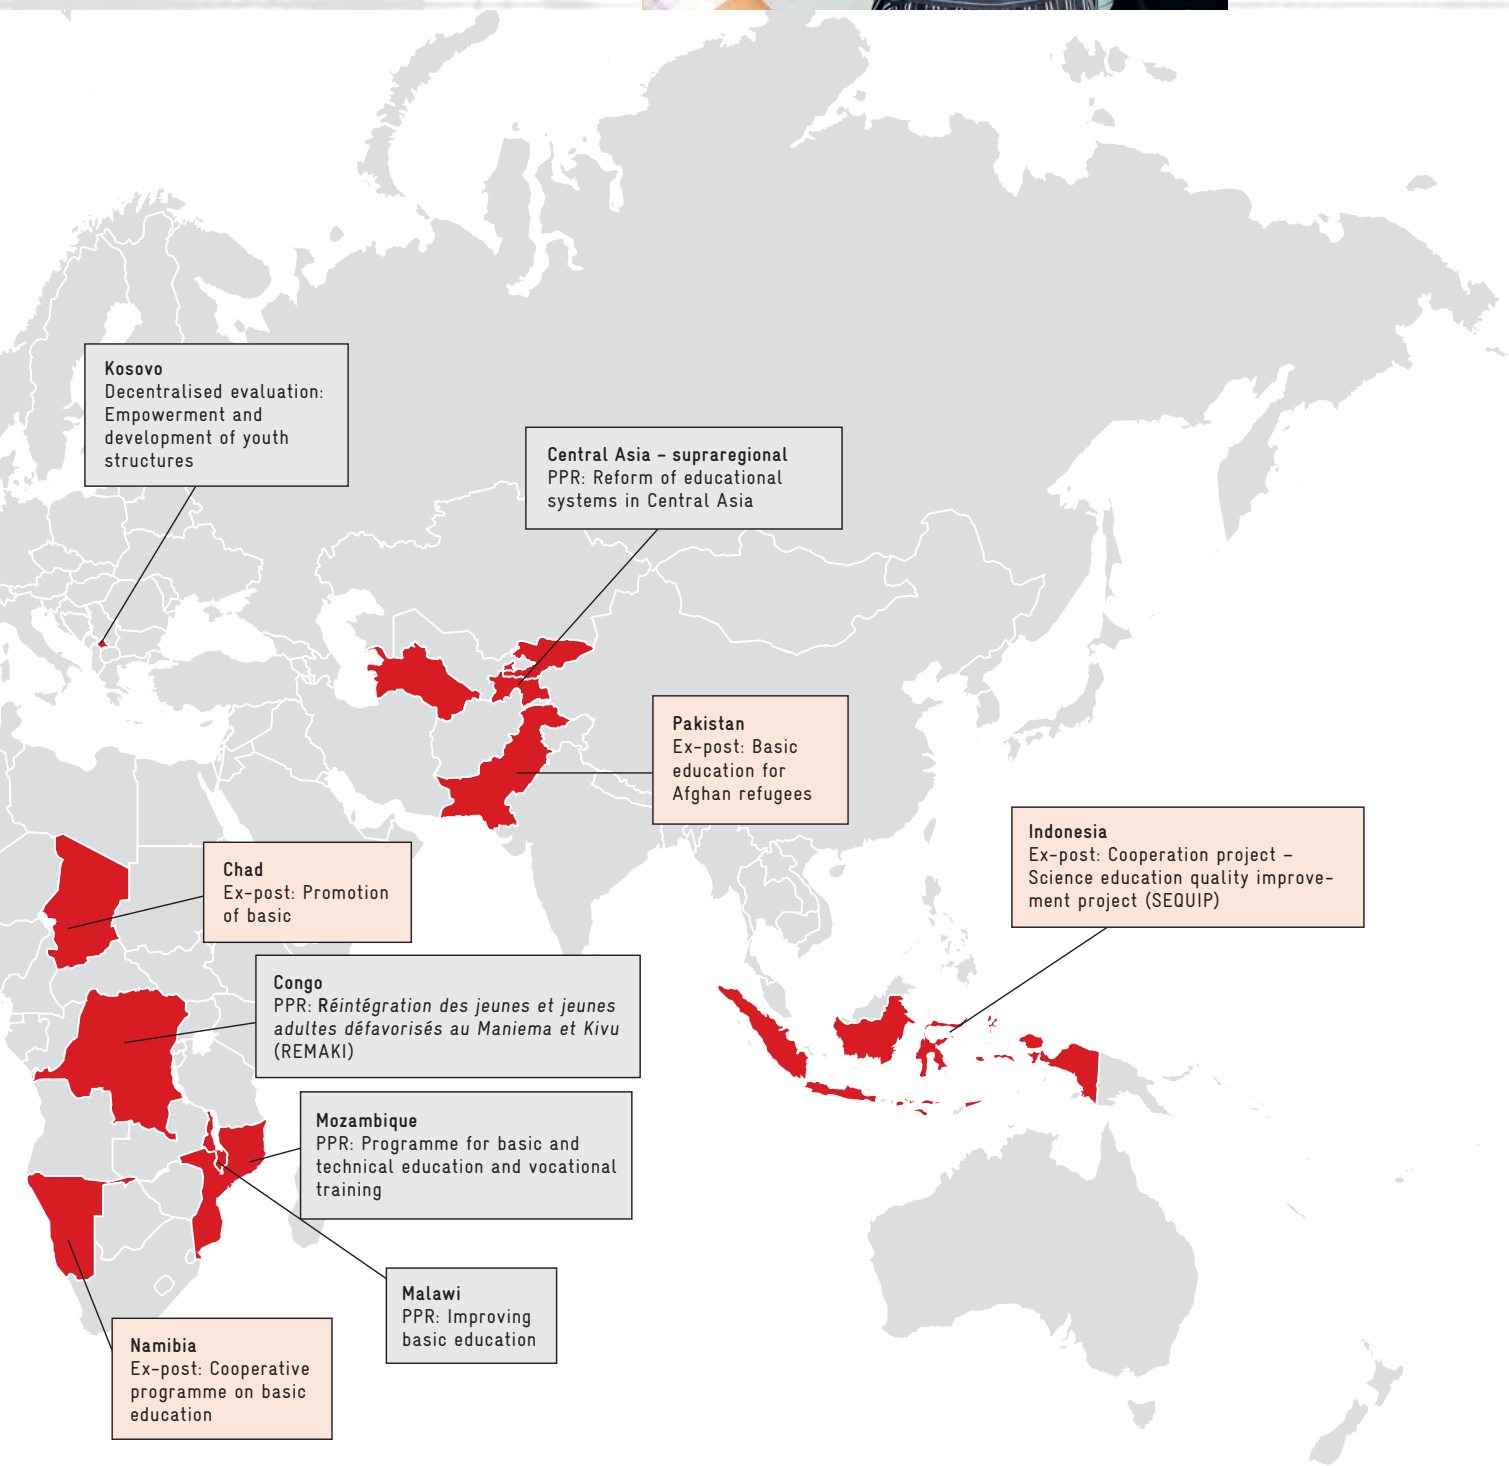 Kosovo
Decentralised evaluation:
Empowerment and
development of youth
structures
Central Asia – supraregional
PPR: Reform of educational
systems in Central Asia
Pakistan
Ex-post: Basic
education for
Afghan refugees
Indonesia
Ex-post: Cooperation project –
Science education quality improve-
ment project (SEQUIP)
Chad
Ex-post: Promotion
of basic
Congo
PPR: Réintégration des jeunes et jeunes
adultes défavorisés au Maniema et Kivu
(REMAKI)
Mozambique
PPR: Programme for basic and
technical education and vocational
training
Malawi
PPR: Improving
basic education
Namibia
Ex-post: Cooperative
programme on basic
education